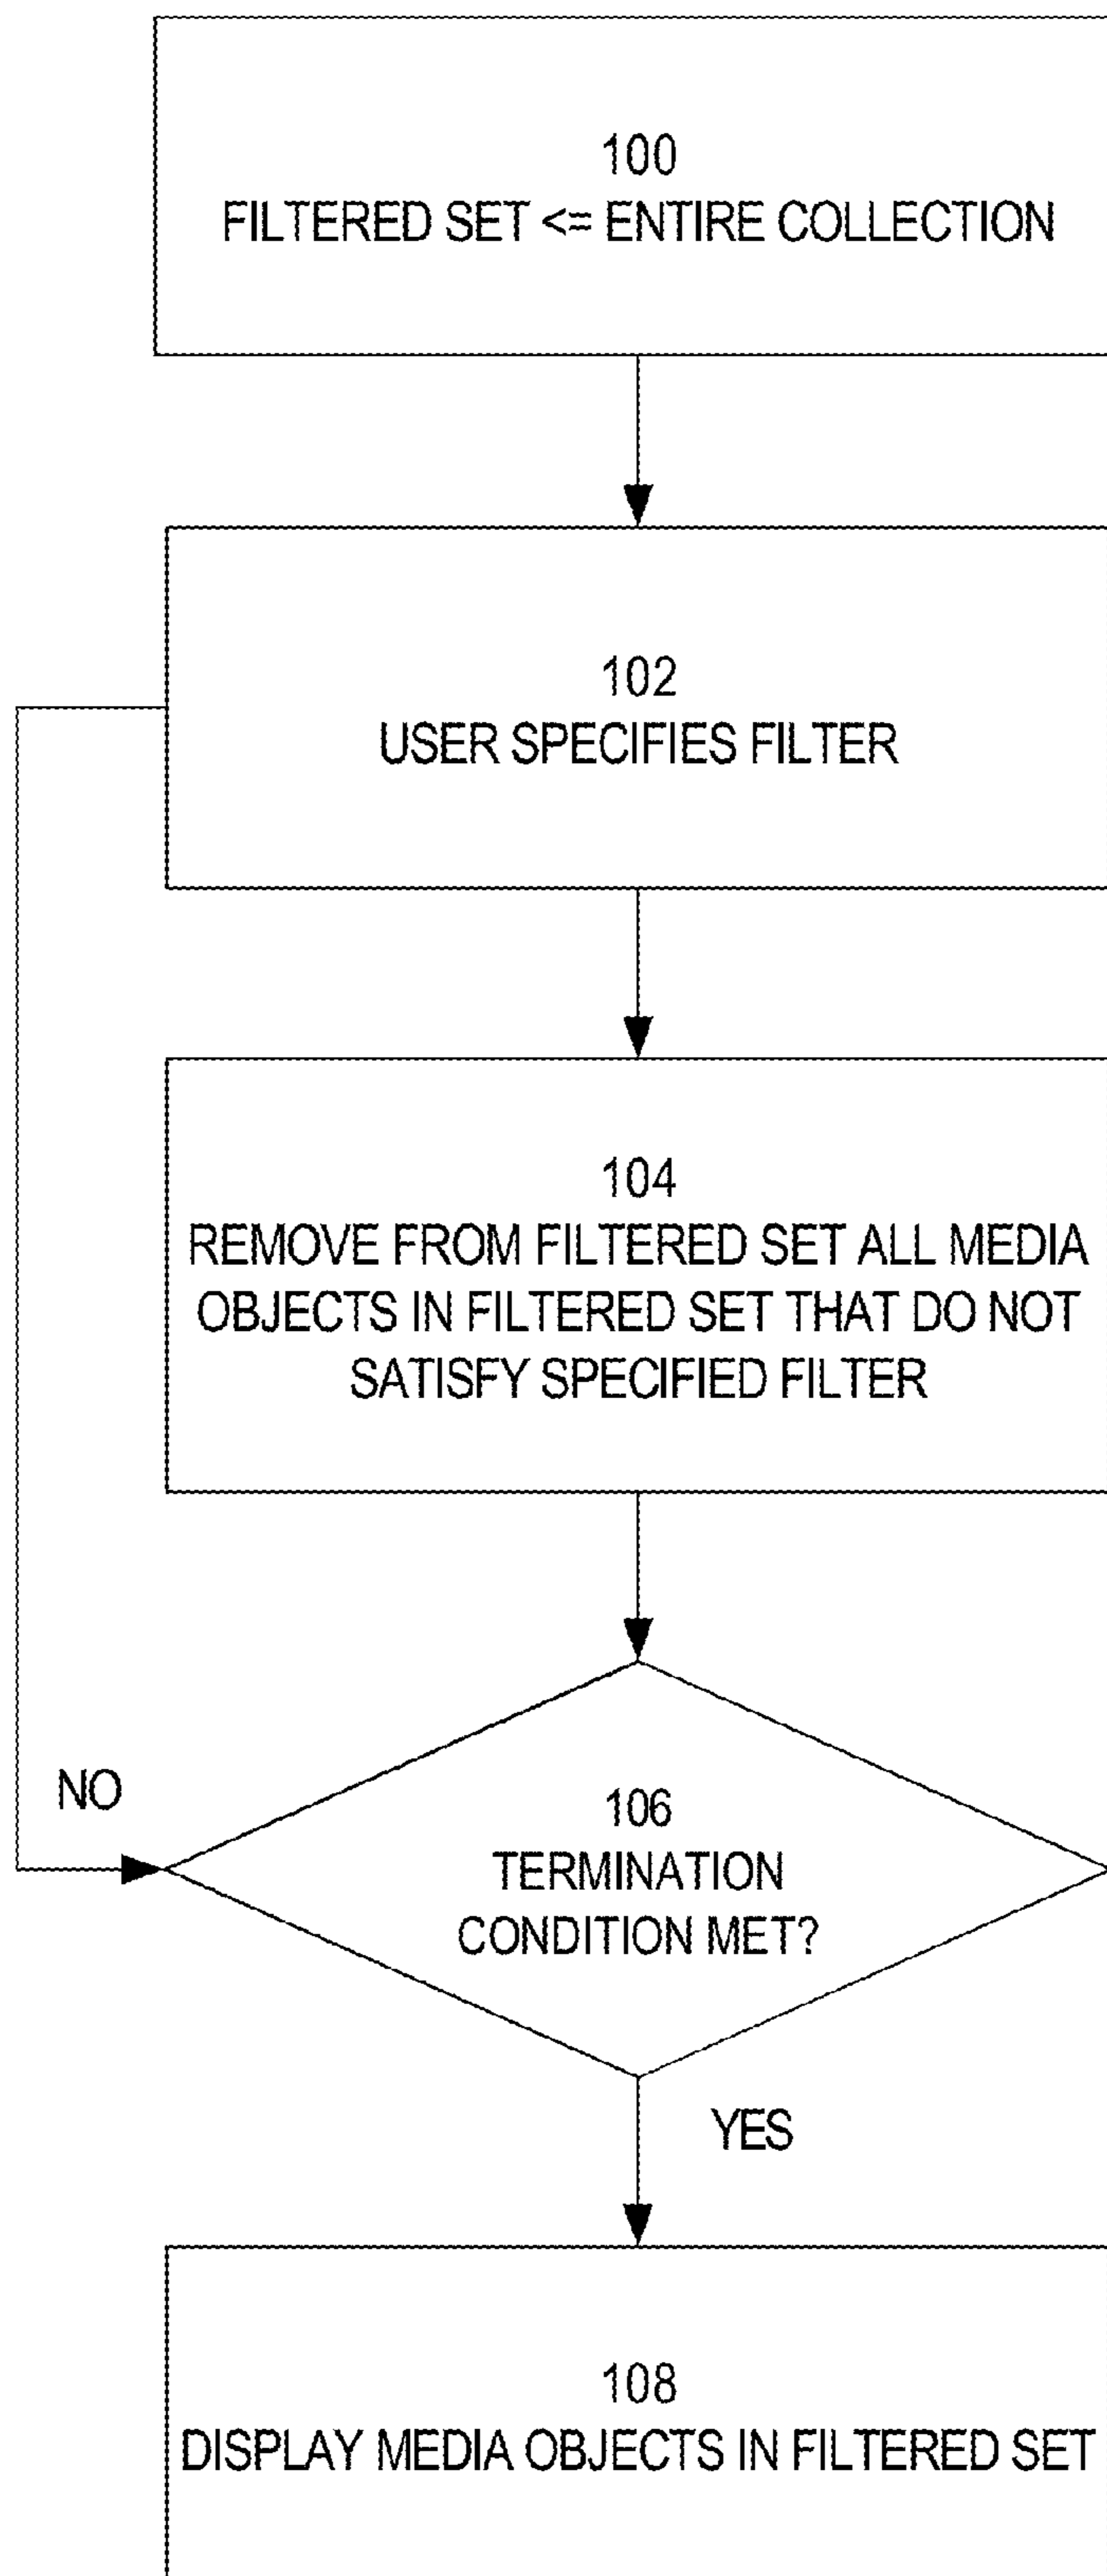 100
FILTERED SET <= ENTIRE COLLECTION
102
USER SPECIFIES FILTER
104
REMOVE FROM FILTERED SET ALL MEDIA
OBJECTS IN FILTERED SET THAT DO NOT
SATISFY SPECIFIED FILTER
NO
106
TERMINATION
CONDITION MET?
YES
108
DISPLAY MEDIA OBJECTS IN FILTERED SET